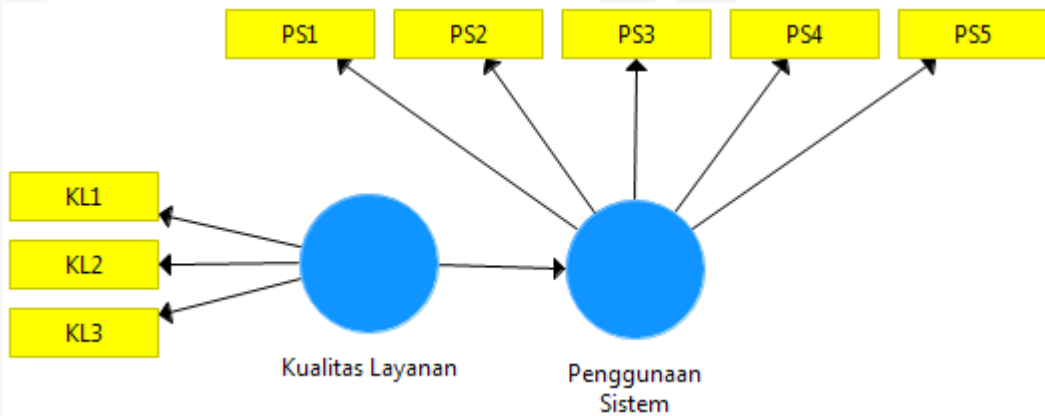 PS1 PS2 PS3 PS4 PS5
KL1
KL2
KL3
Kualitas Layanan
Penggunaan
Sistem